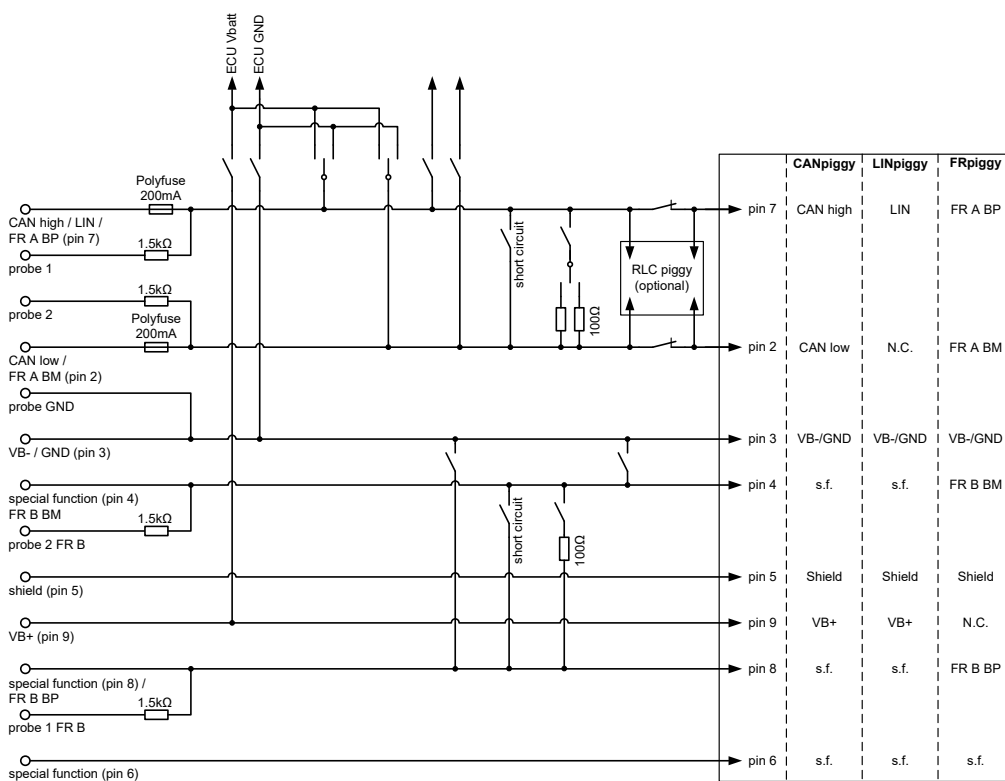 ECU Vbatt
ECU GND
CANpiggy LINpiggy FRpiggy
Polyfuse
200mA
pin 7 CAN high LIN FR A BP
CAN high / LIN /
FR A BP (pin 7)
1.5kΩ
probe 1
short circuit
100Ω
RLC piggy
(optional)
1.5kΩ
probe 2
Polyfuse
200mA
pin 2 CAN low N.C. FR A BM
CAN low /
FR A BM (pin 2)
probe GND
pin 3 VB-/GND VB-/GND VB-/GND
VB- / GND (pin 3)
pin 4 s.f. s.f. FR B BM
special function (pin 4)
FR B BM
1.5kΩ
probe 2 FR B
short circuit
100Ω
pin 5 Shield Shield Shield
shield (pin 5)
pin 9 VB+ VB+ N.C.
VB+ (pin 9)
pin 8 s.f. s.f. FR B BP
special function (pin 8) /
FR B BP
1.5kΩ
probe 1 FR B
pin 6 s.f. s.f. s.f.
special function (pin 6)